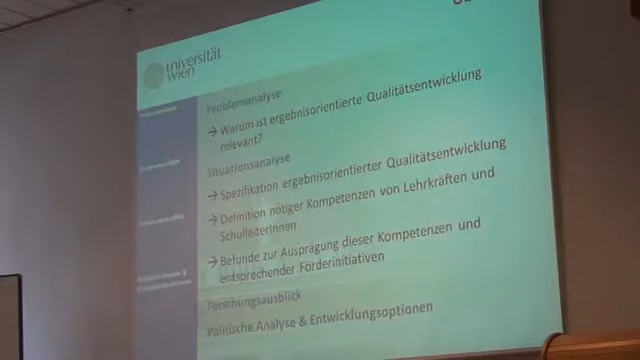 universität
wien
Problemanalyse
→ Warum ist ergebnisorientierte Qualitätsentwicklung
relevant?
Situationsanalyse
→ Spezifikation ergebnisorientierter Qualitätsentwicklung
→ Definition nötiger Kompetenzen von Lehrkräften und
SchulleiterInnen
→ Befunde zur Ausprägung dieser Kompetenzen und
entsprechender Förderinitiativen
Forschungsausblick
Politische Analyse & Entwicklungsoptionen